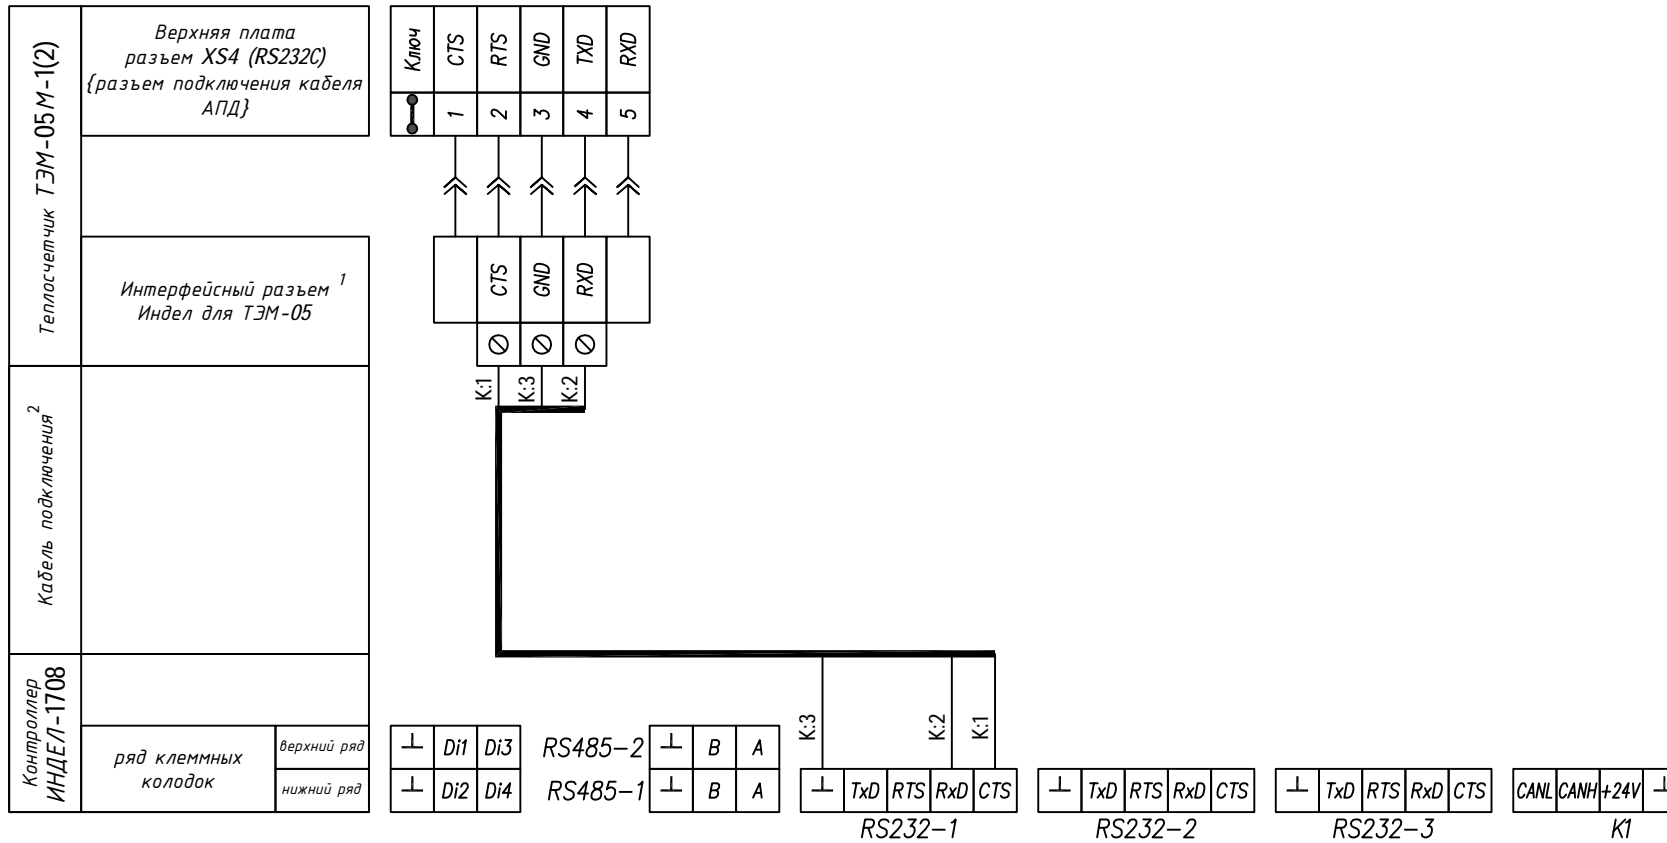 Теплосчетчик ТЭМ-05М-1(2)
Верхняя плата
разъем XS4 (RS232C)
{разъем подключения кабеля
АПД}
Ключ CTS RTS GND TXD RXD
1 2 3 4 5
Интерфейсный разъем 1
Индел для ТЭМ-05
CTS GND RXD
К:1 К:3 К:2
Кабель подключения 2
Контроллер
ИНДЕЛ-1708
ряд клеммных
колодок
верхний ряд
нижний ряд
⊥ Di1 Di3
⊥ Di2 Di4
RS485-2 ⊥ B A
RS485-1 ⊥ B A
К:3 К:2 К:1
⊥ TxD RTS RxD CTS
RS232-1
⊥ TxD RTS RxD CTS
RS232-2
⊥ TxD RTS RxD CTS
RS232-3
CANL CANH +24V ⊥
K1